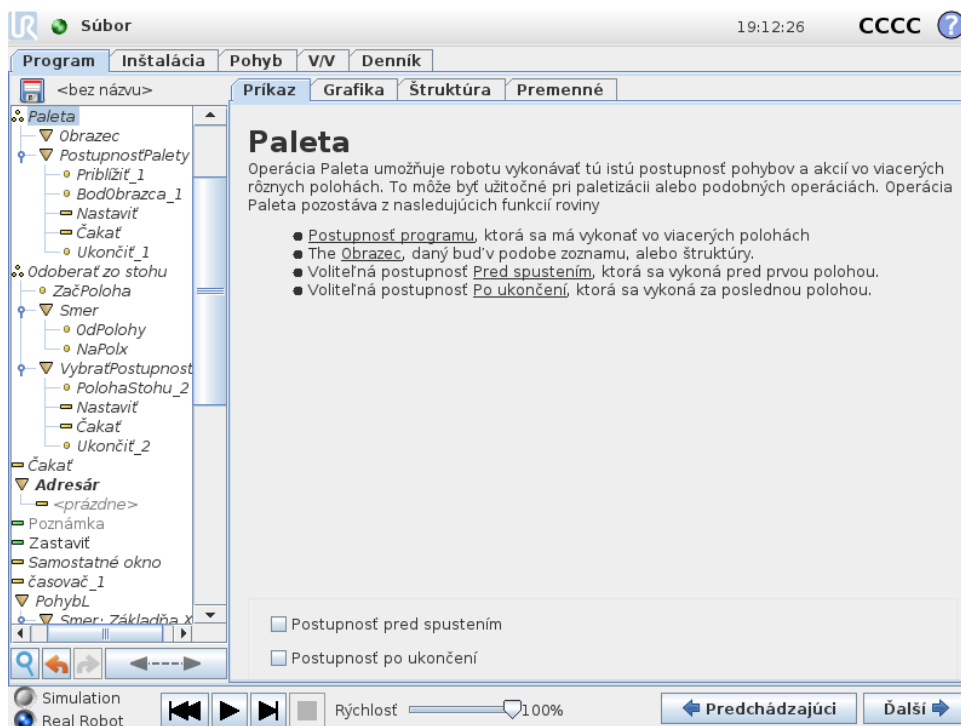 Súbor 19:12:26 CCCC ?
Program Inštalácia Pohyb V/V Denník
<bez názvu> Príkaz Grafika Štruktúra Premenné
Paleta
Obrazec
PostupnosťPalety
Priblížiť_1
BodObrazca_1
Nastaviť
Čakať
Ukončiť_1
Odoberať zo stohu
ZačPoloha
Smer
OdPolohy
NaPolx
VybraťPostupnost
PolohaStohu_2
Nastaviť
Čakať
Ukončiť_2
Čakať
Adresár
<prázdne>
Poznámka
Zastaviť
Samostatné okno
časovač_1
PohybL
Smer: Základňa X
Paleta
Operácia Paleta umožňuje robotu vykonávať tú istú postupnosť pohybov a akcií vo viacerých
rôznych polohách. To môže byť užitočné pri paletizácii alebo podobných operáciách. Operácia
Paleta pozostáva z nasledujúcich funkcií roviny
Postupnosť programu, ktorá sa má vykonať vo viacerých polohách
The Obrazec, daný buď v podobe zoznamu, alebo štruktúry.
Voliteľná postupnosť Pred spustením, ktorá sa vykoná pred prvou polohou.
Voliteľná postupnosť Po ukončení, ktorá sa vykoná za poslednou polohou.
Postupnosť pred spustením
Postupnosť po ukončení
Simulation
Real Robot
Rýchlosť 100%
Predchádzajúci Ďalší